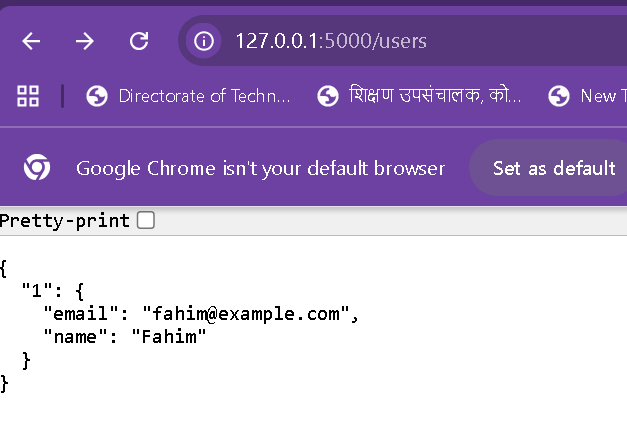 127.0.0.1:5000/users
Directorate of Techn... शिक्षण उपसंचालक, को... New T
Google Chrome isn't your default browser Set as default
Pretty-print
{
  "1": {
    "email": "fahim@example.com",
    "name": "Fahim"
  }
}